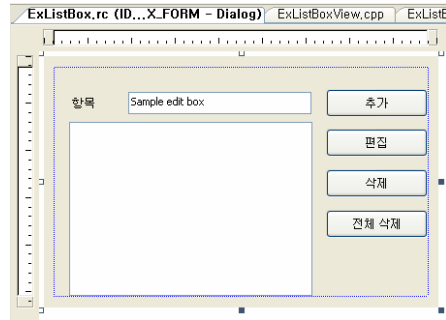 ExListBox.rc (ID...X_FORM - Dialog) ExListBoxView.cpp ExListB
항목 Sample edit box 추가
편집
삭제
전체 삭제